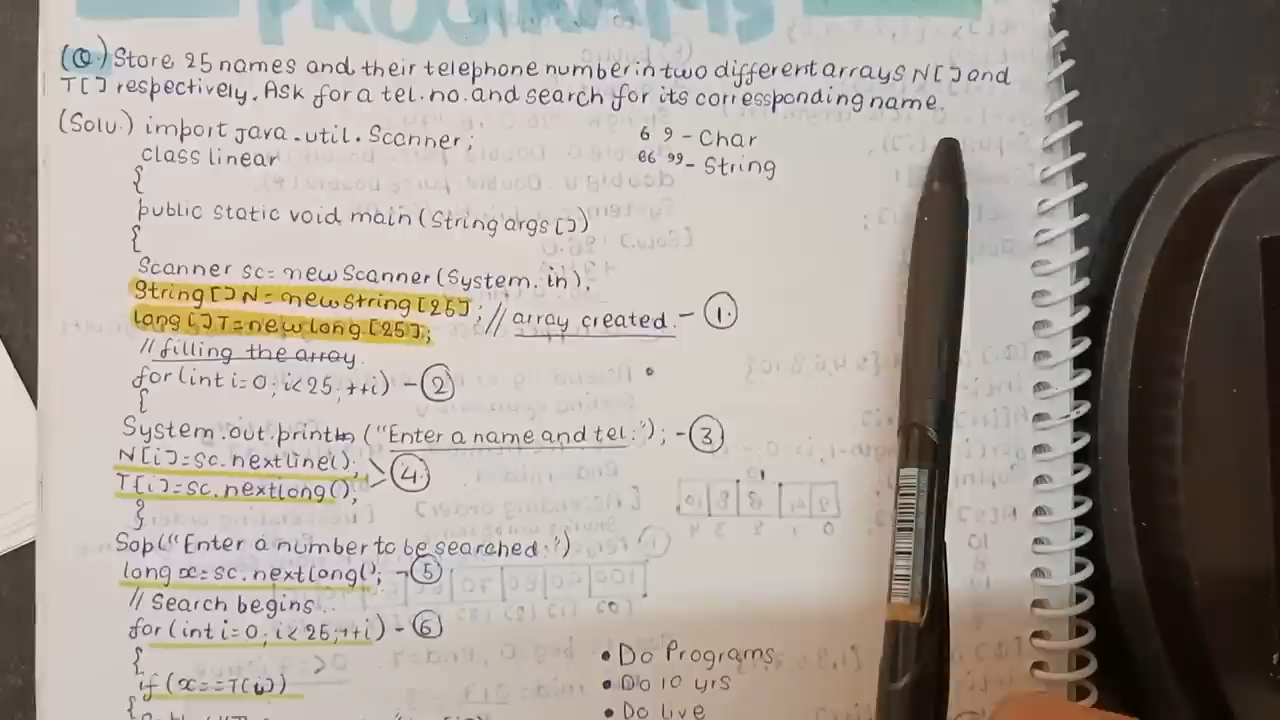 PROGRAMS
(Q.) Store 25 names and their telephone number in two different arrays N[] and
T[] respectively. Ask for a tel. no. and search for its corressponding name.
(Solu.) import java.util.Scanner;
class linear
{
public static void main (String args [])
{
Scanner sc = new Scanner (System.in);
String [] N = new String [25];
long [] T = new long [25]; // array created. - ①
// filling the array.
for (int i=0; i<25; ++i) - ②
{
System.out.println ("Enter a name and tel:"); - ③
N[i] = sc.nextLine();
T[i] = sc.nextlong(); ④
}
Sop("Enter a number to be searched:")
long x = sc.nextlong(); - ⑤
// Search begins.
for (int i=0; i<25; ++i) - ⑥
{
if (x == T(i))
{
6 9 - Char
66 99 - String
• Do Programs
• Do 10 yrs
• Do live